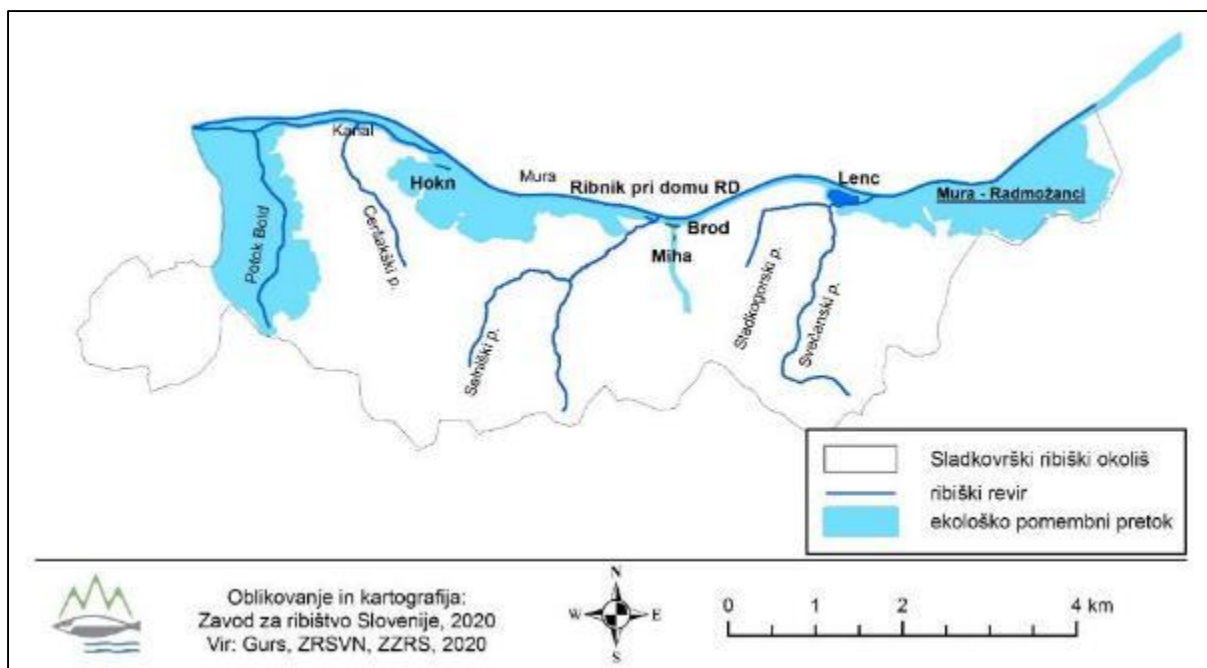 Kanal
Hokn
Mura
Ribnik pri domu RD
Lenc
Mura - Radmožanci
Potok Bold
Ceršakški p.
Brod
Miha
Selniški p.
Sladkogorski p.
Svečanski p.
Sladkovrški ribiški okoliš
ribiški revir
ekološko pomembni pretok
Oblikovanje in kartografija:
Zavod za ribištvo Slovenije, 2020
Vir: Gurs, ZRSVN, ZZRS, 2020
N
W E
S
0 1 2 4 km